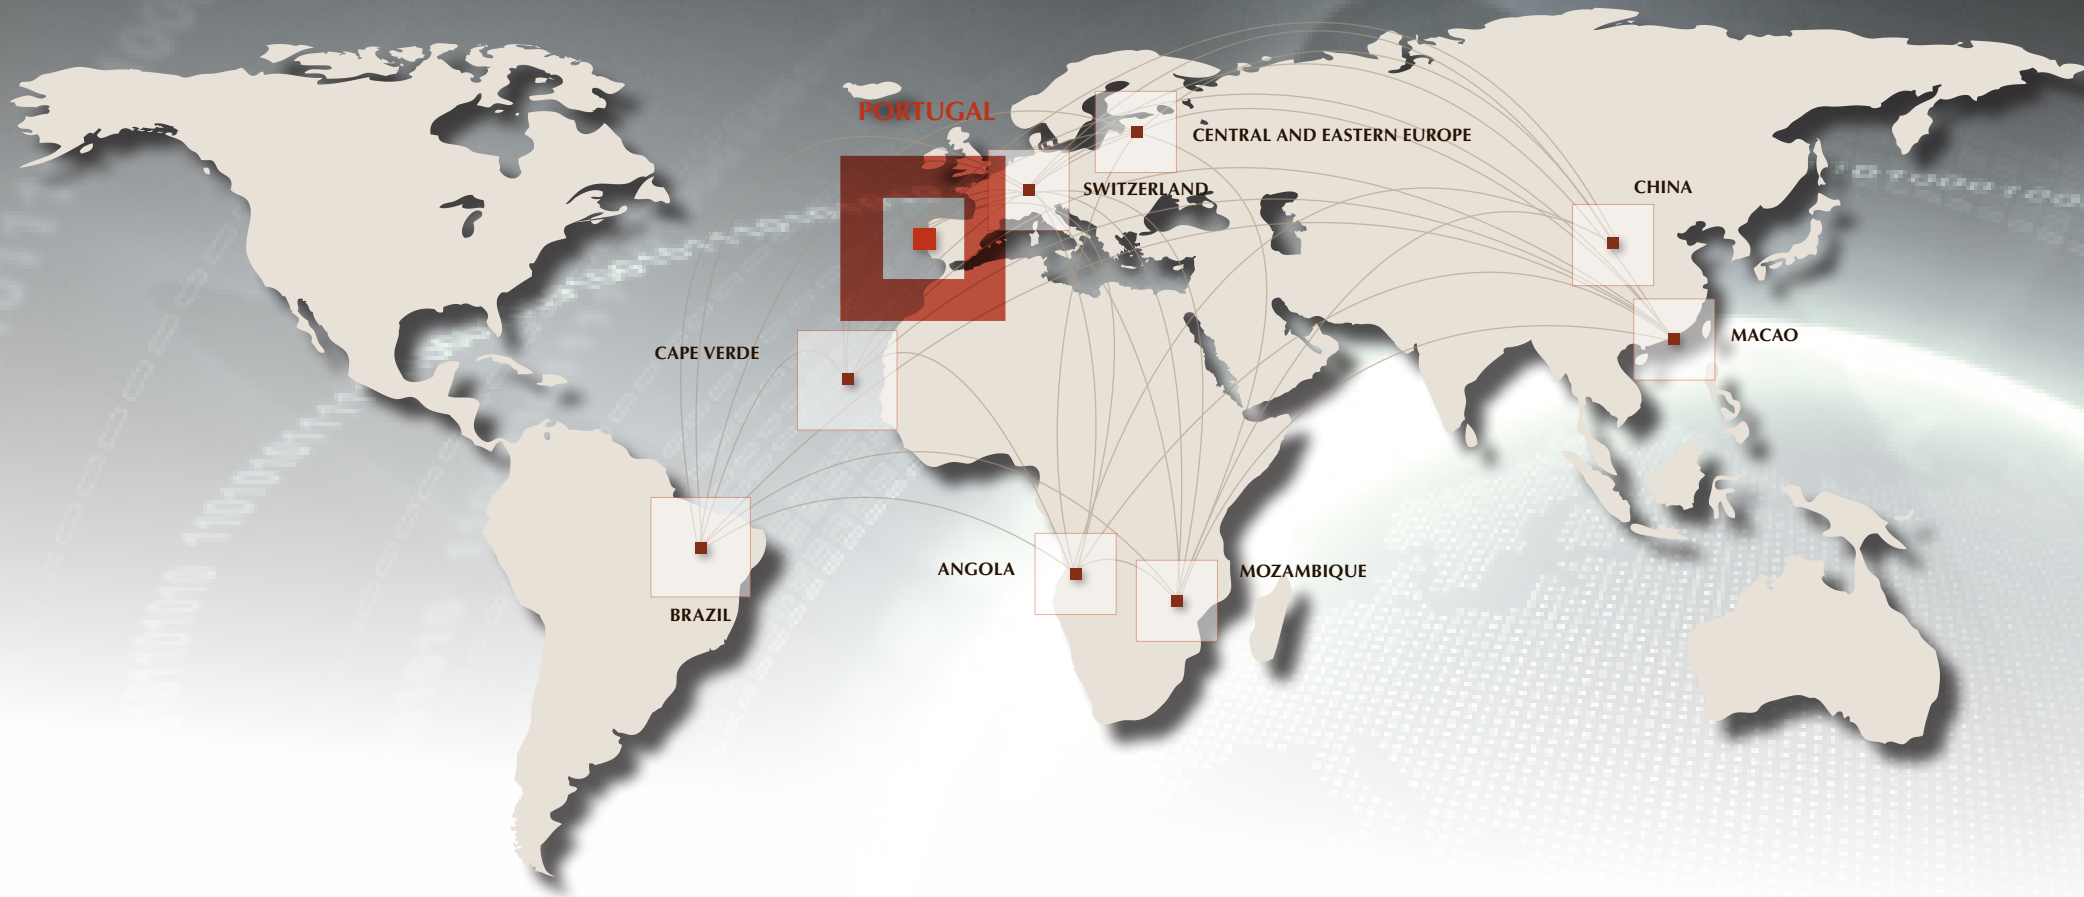 PORTUGAL
CENTRAL AND EASTERN EUROPE
SWITZERLAND
CHINA
MACAO
CAPE VERDE
ANGOLA
MOZAMBIQUE
BRAZIL